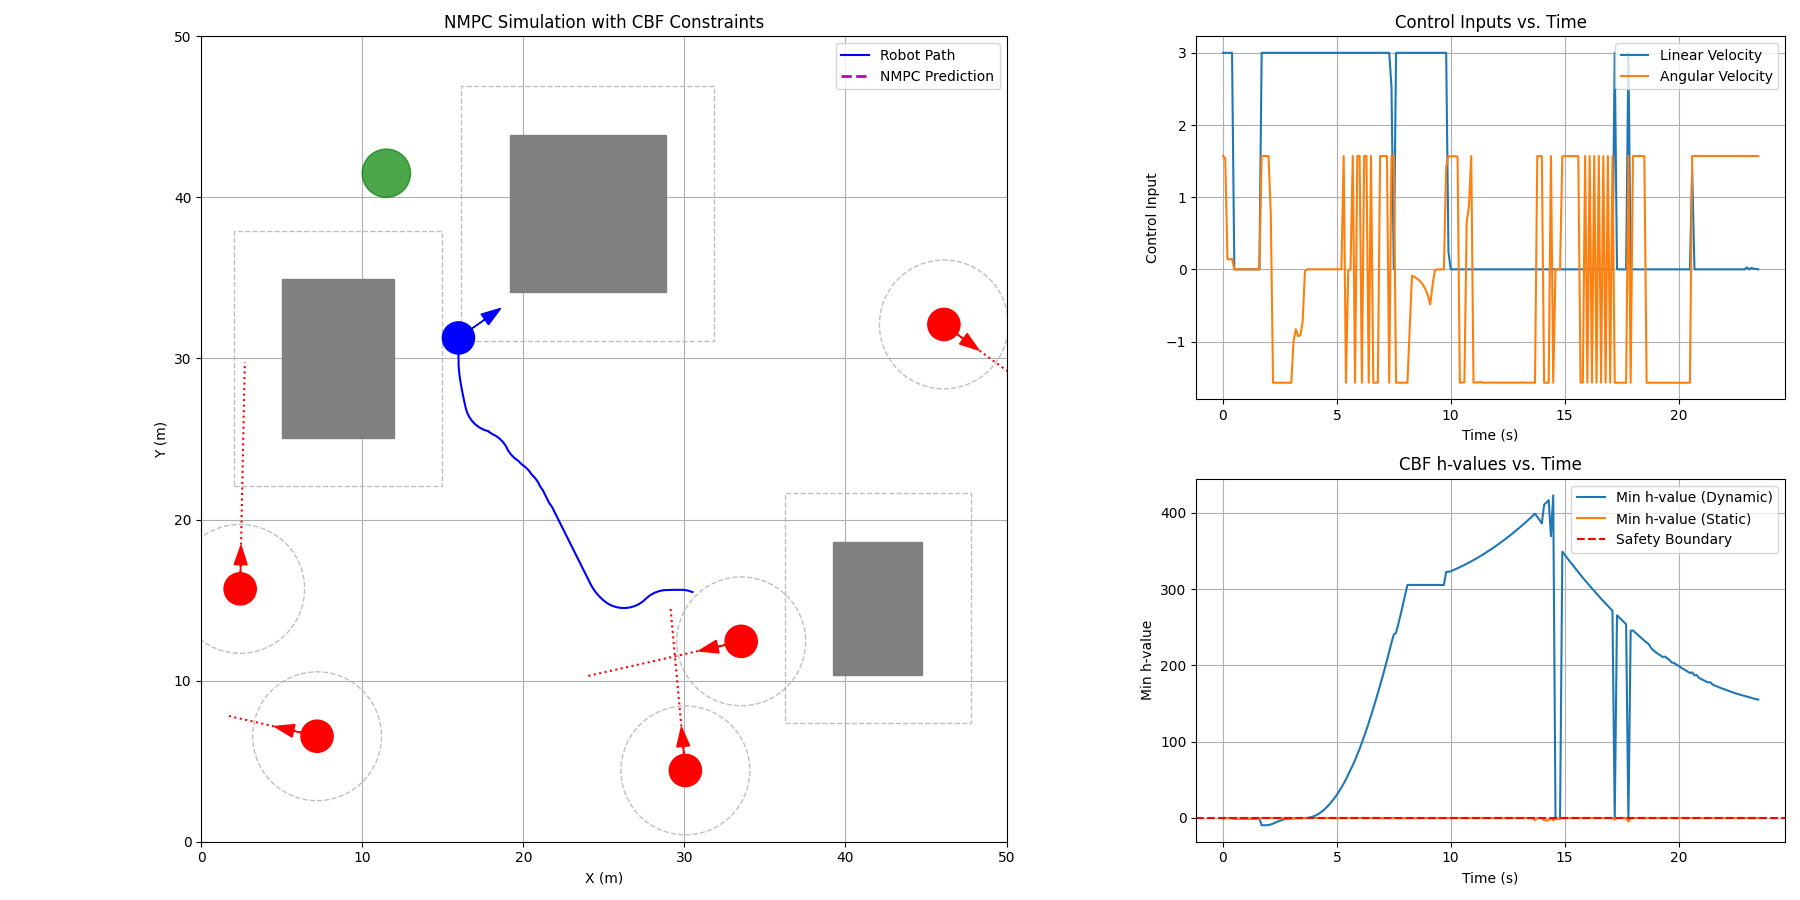 NMPC Simulation with CBF Constraints
Robot Path
NMPC Prediction
50
40
30
20
10
0
Y (m)
0 10 20 30 40 50
X (m)
Control Inputs vs. Time
Linear Velocity
Angular Velocity
3
2
1
0
−1
Control Input
0 5 10 15 20
Time (s)
CBF h-values vs. Time
Min h-value (Dynamic)
Min h-value (Static)
Safety Boundary
400
300
200
100
0
Min h-value
0 5 10 15 20
Time (s)